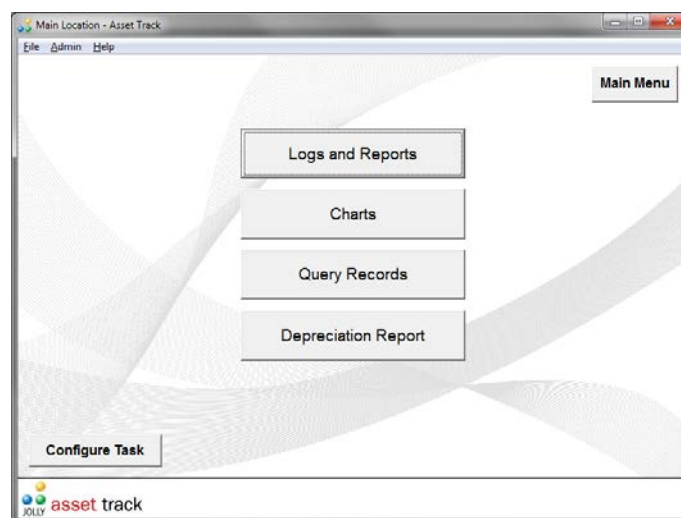 Main Location - Asset Track
File Admin Help
Main Menu
Logs and Reports
Charts
Query Records
Depreciation Report
Configure Task
JOLLY asset track